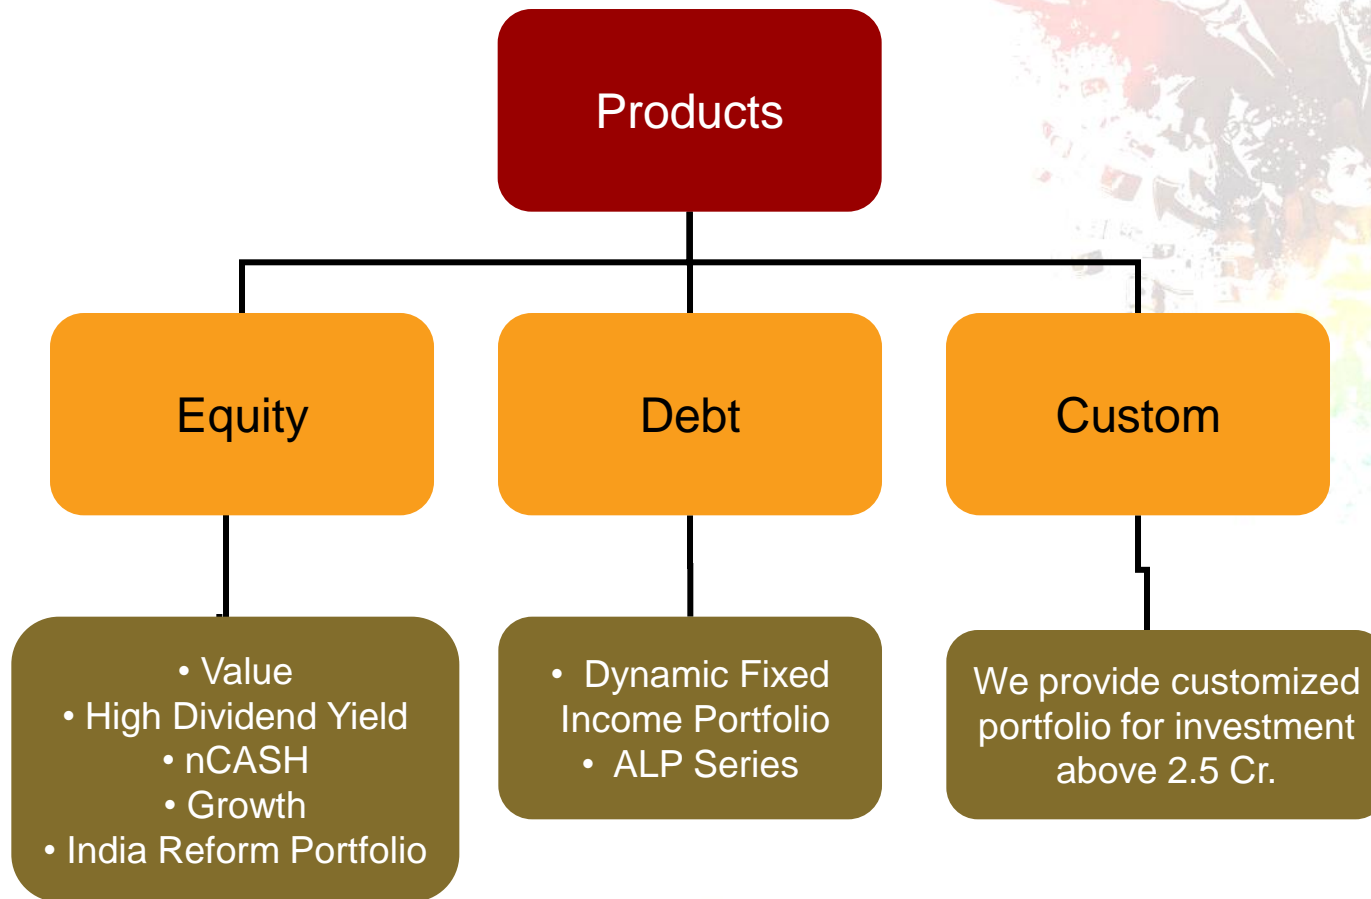 Products
Equity
Debt
Custom
• Value
• High Dividend Yield
• nCASH
• Growth
• India Reform Portfolio
• Dynamic Fixed
Income Portfolio
• ALP Series
We provide customized
portfolio for investment
above 2.5 Cr.